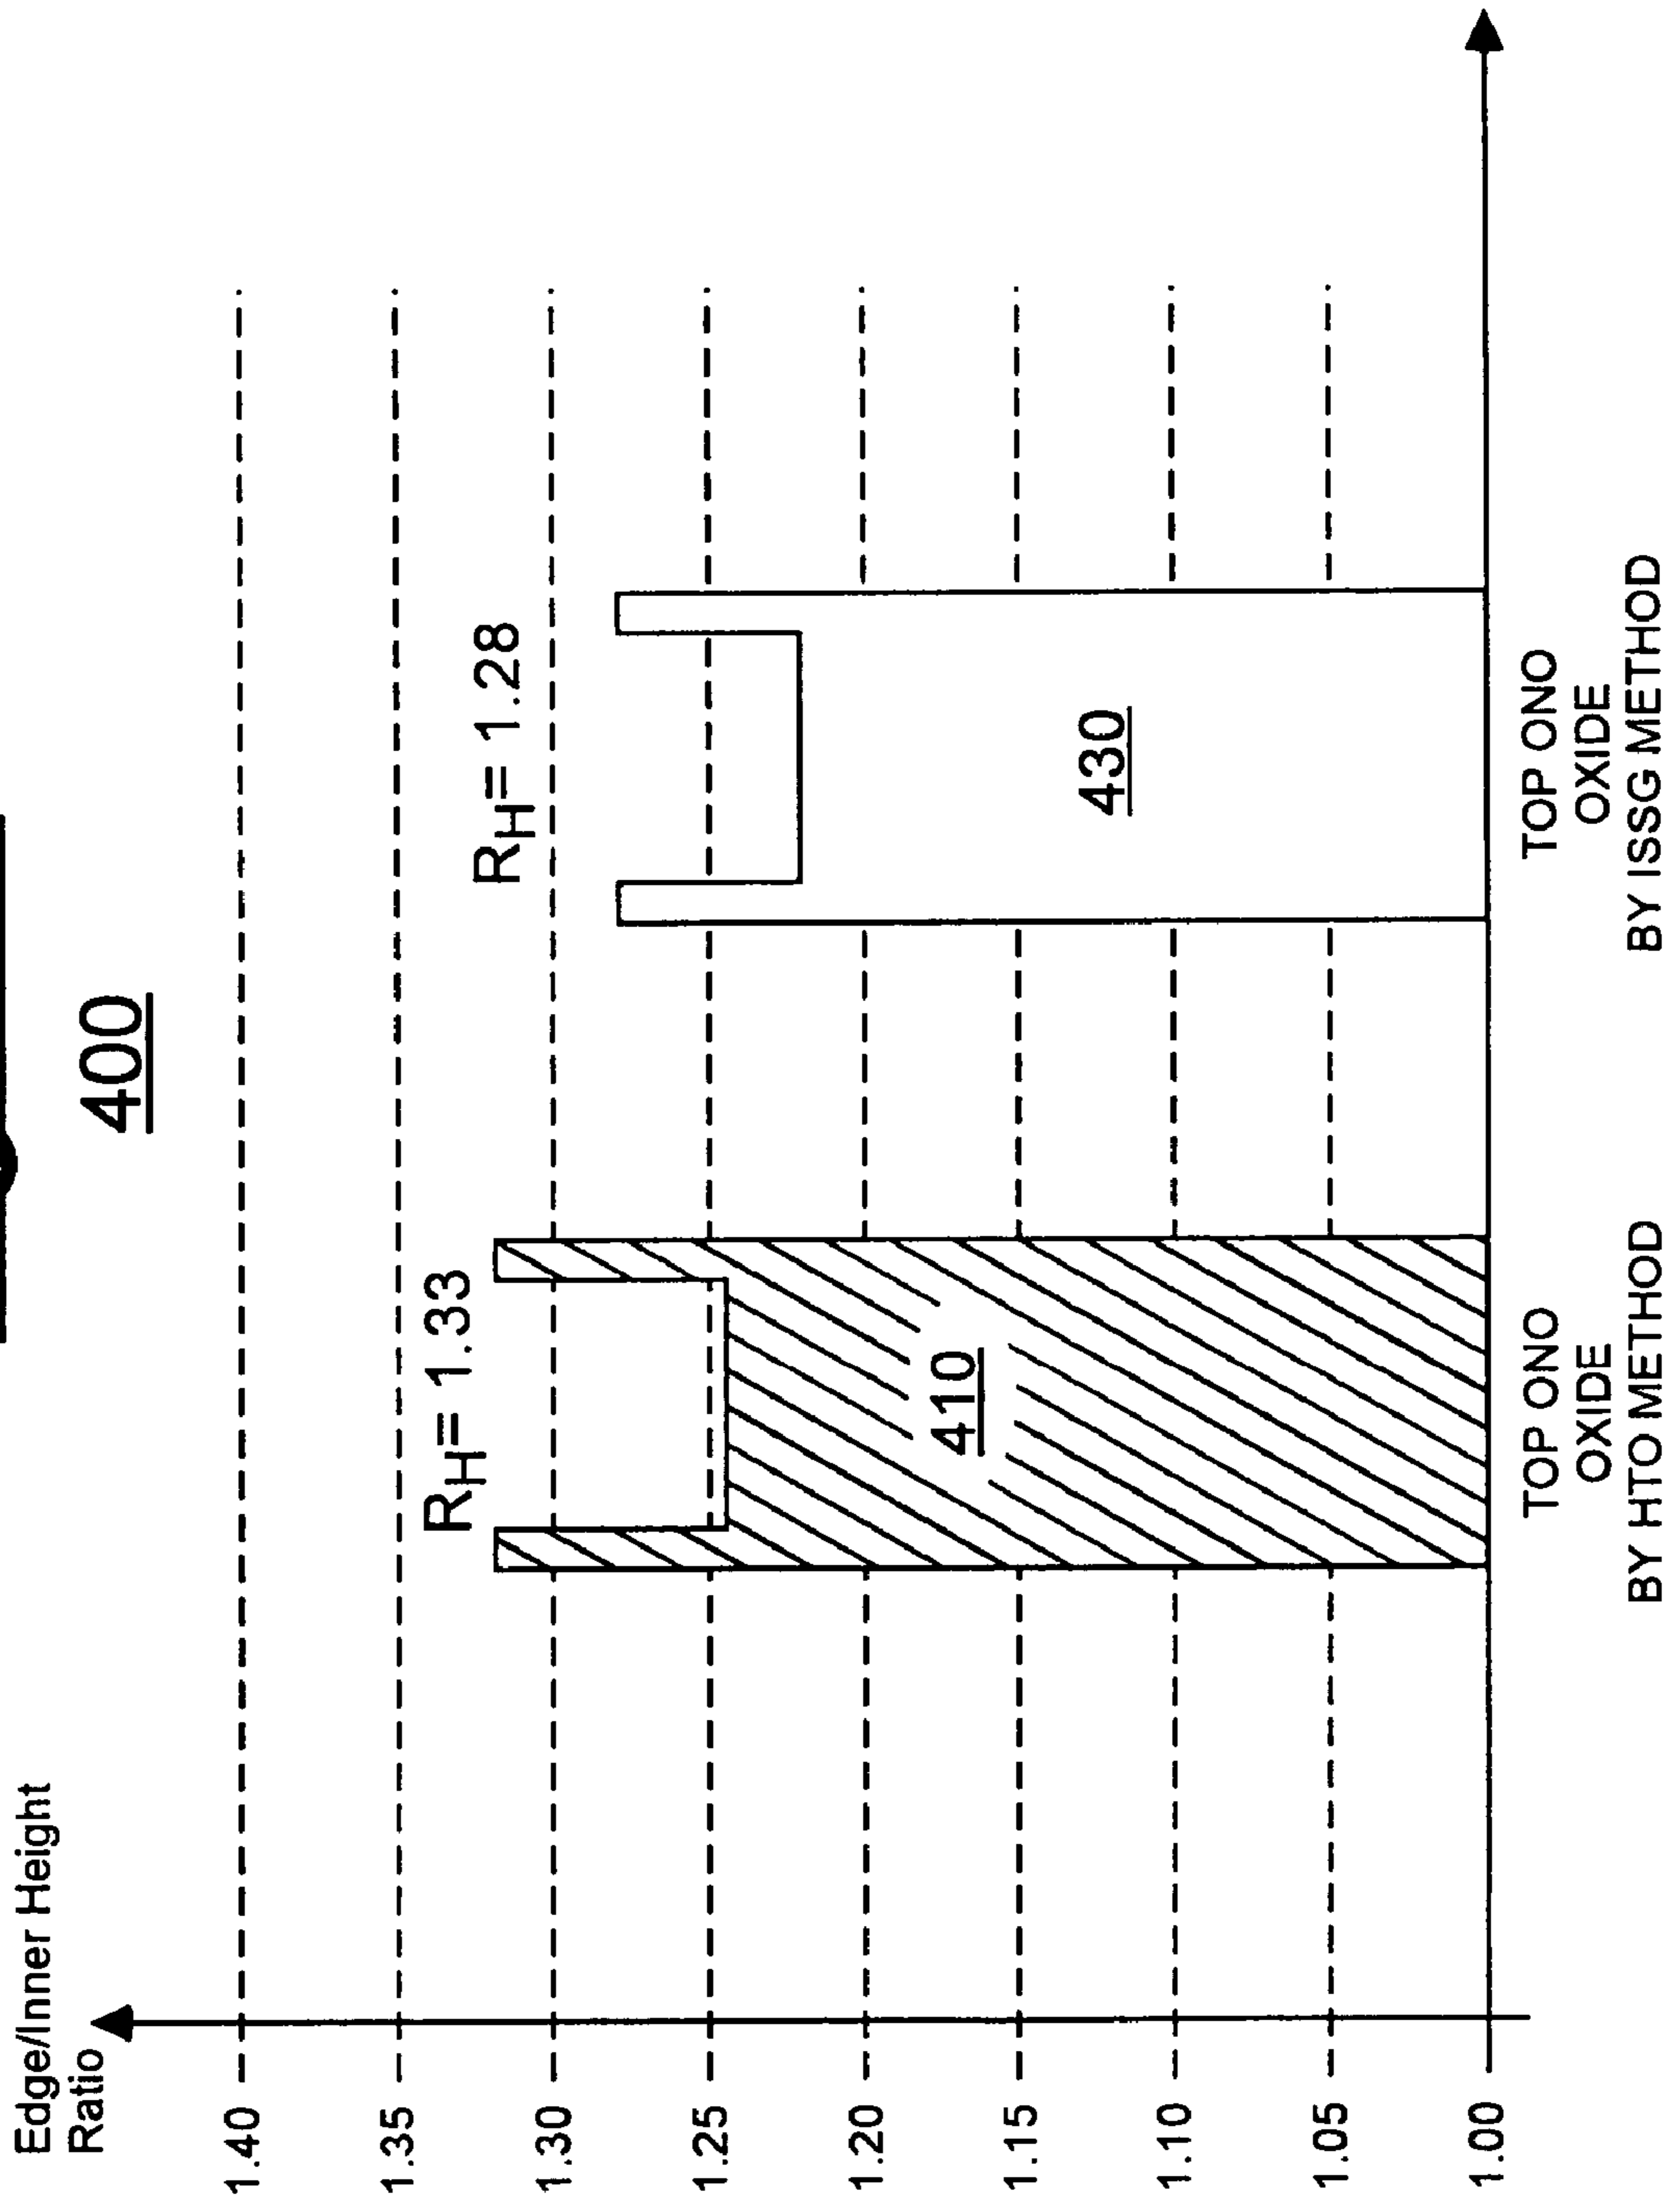 400
Edge/Inner Height
Ratio
1.40
1.35
1.30
1.25
1.20
1.15
1.10
1.05
1.00
RH= 1.33
RH= 1.28
410
430
TOP ONO
OXIDE
BY HTO METHOD
TOP ONO
OXIDE
BY ISSG METHOD